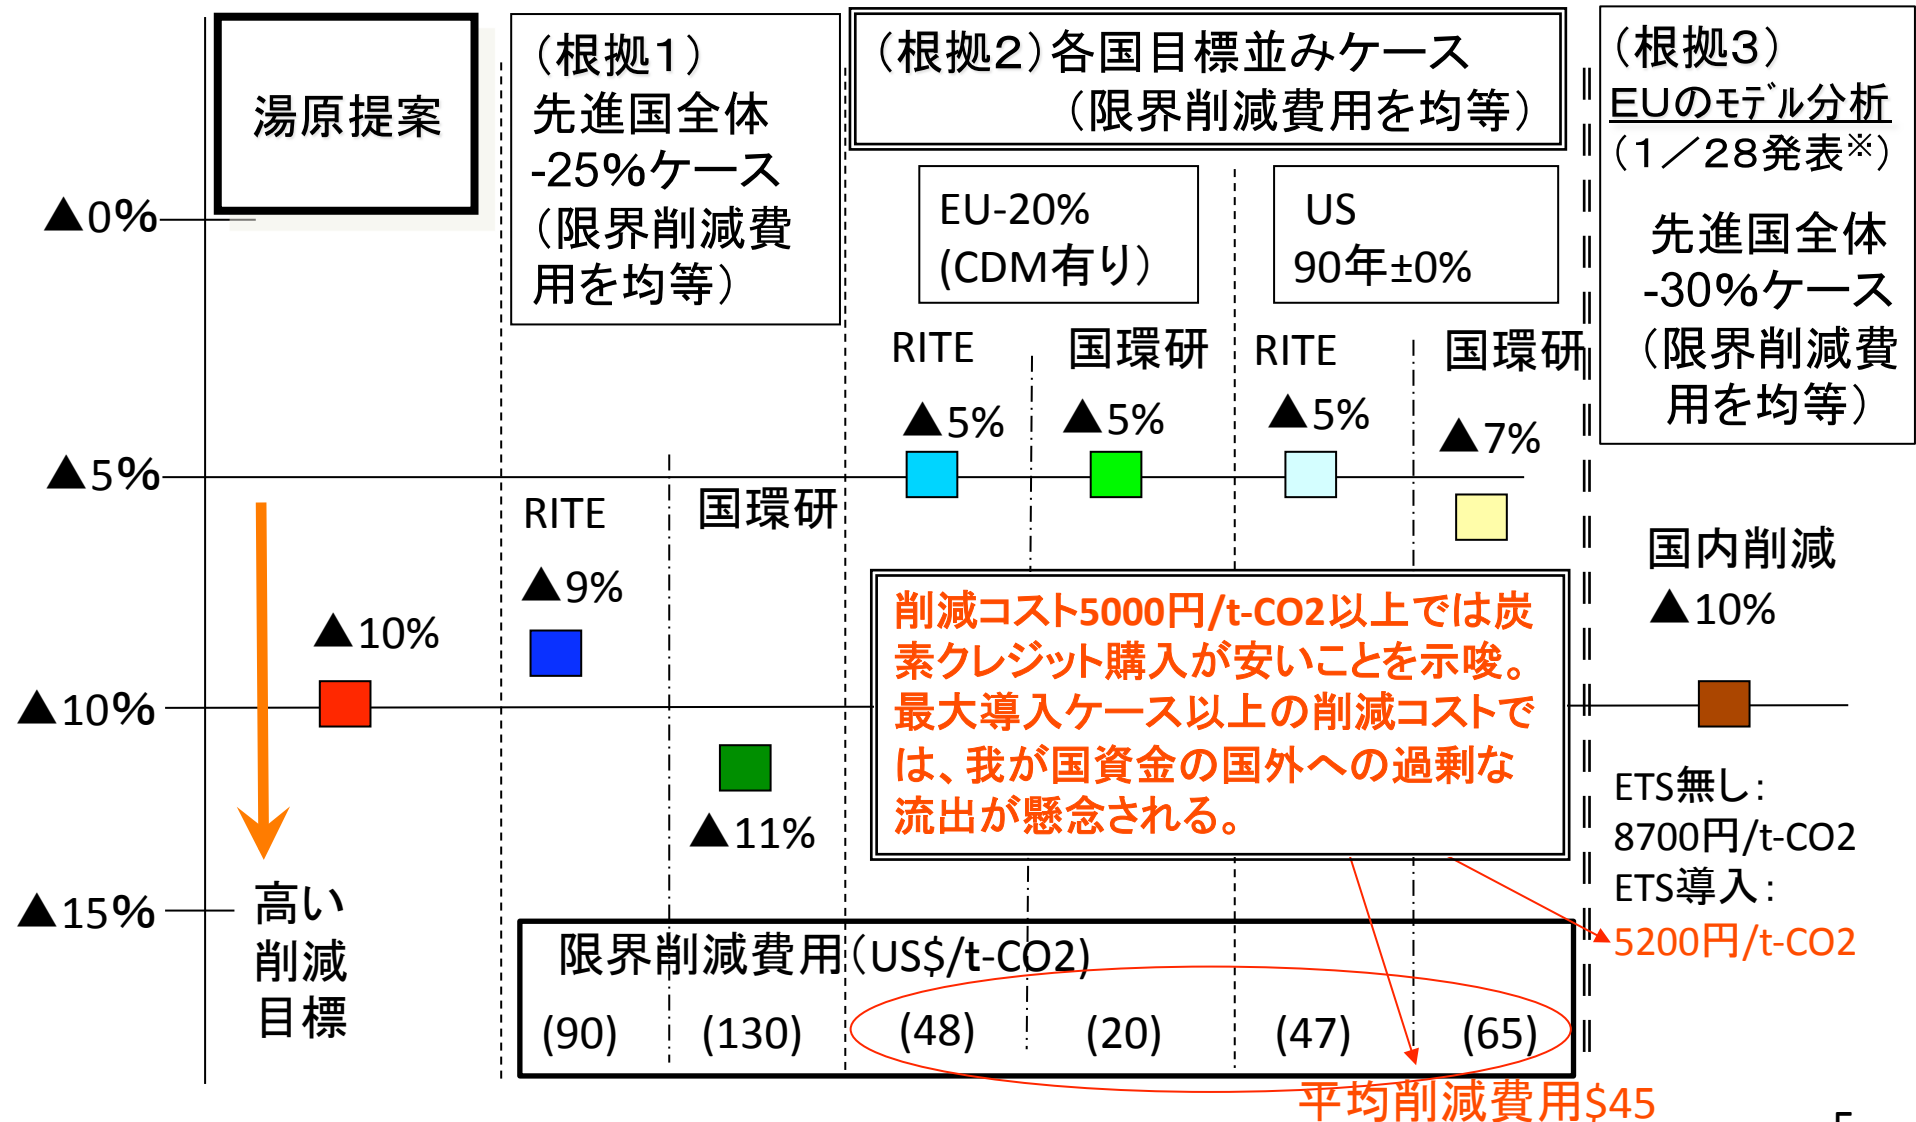 湯原提案
（根拠１）
先進国全体
-25%ケース
（限界削減費
用を均等）
（根拠２）各国目標並みケース
（限界削減費用を均等）
（根拠３）
EUのﾓﾃﾞﾙ分析
（１／２８発表※）
先進国全体
-30%ケース
（限界削減費
用を均等）
EU-20%
(CDM有り）
US
90年±0%
▲0%
▲5%
▲10%
▲15%
高い
削減
目標
▲10%
RITE
▲9%
国環研
▲11%
RITE
▲5%
国環研
▲5%
RITE
▲5%
国環研
▲7%
国内削減
▲10%
削減コスト5000円/t-CO2以上では炭
素クレジット購入が安いことを示唆。
最大導入ケース以上の削減コストで
は、我が国資金の国外への過剰な
流出が懸念される。
ETS無し：
8700円/t-CO2
ETS導入：
5200円/t-CO2
限界削減費用（US$/t-CO2)
(90)
(130)
(48)
(20)
(47)
(65)
平均削減費用$45